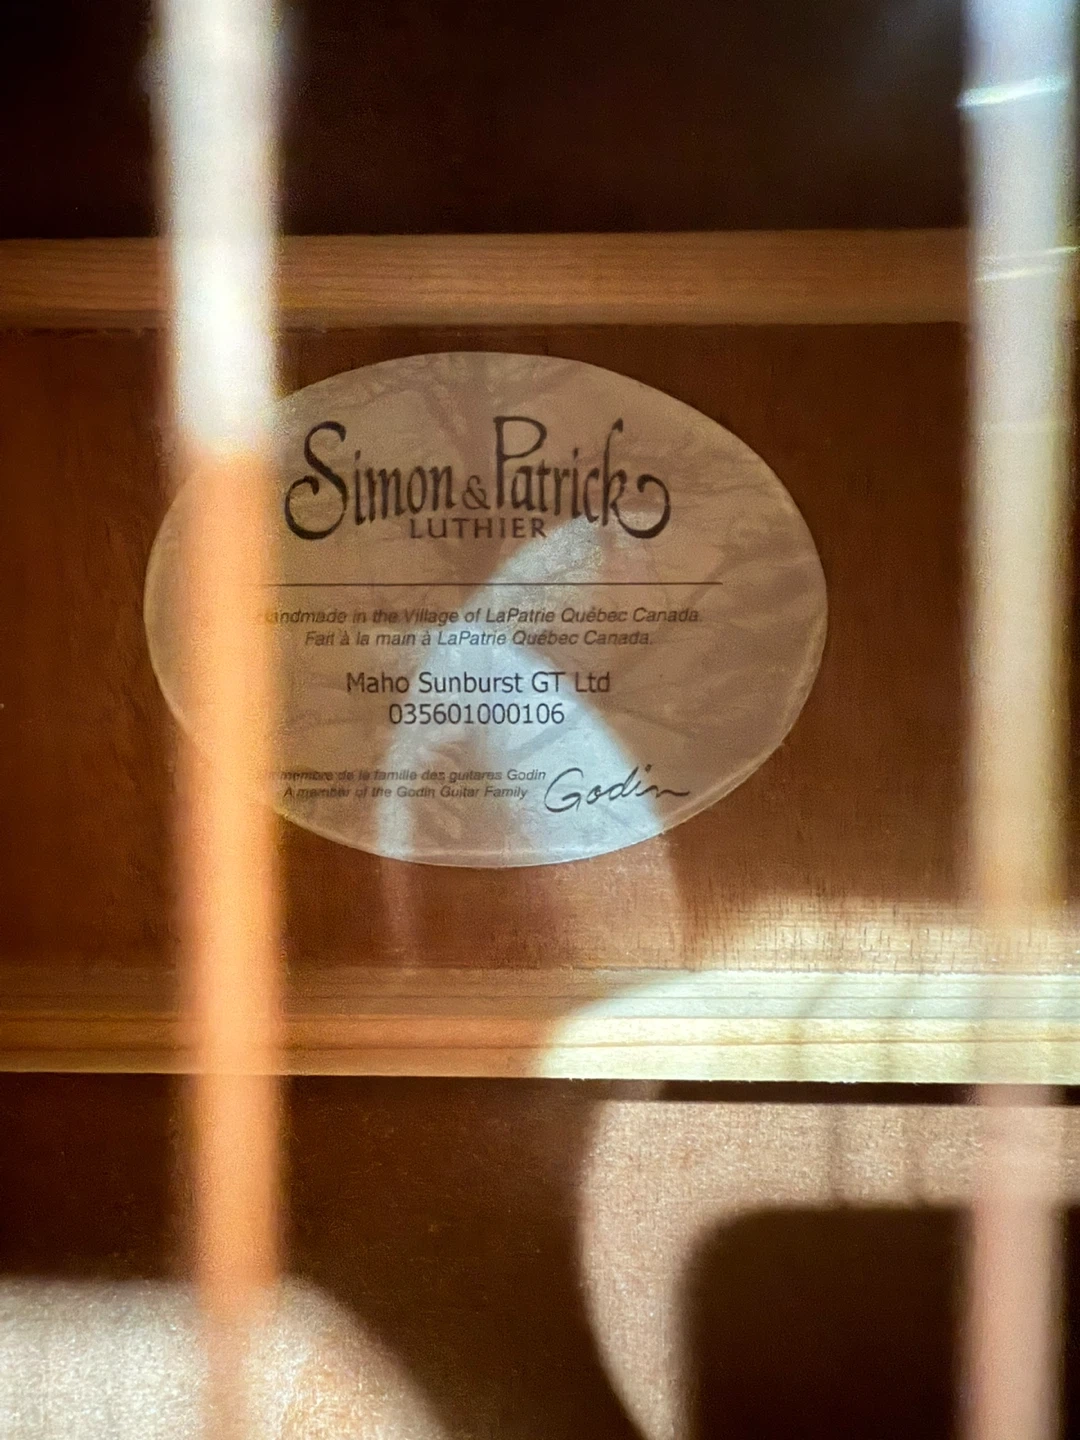 Simon & Patrick
LUTHIER
Handmade in the Village of LaPatrie Québec Canada.
Fait à la main à LaPatrie Québec Canada.
Maho Sunburst GT Ltd
035601000106
membre de la famille des guitares Godin
A member of the Godin Guitar Family
Godin